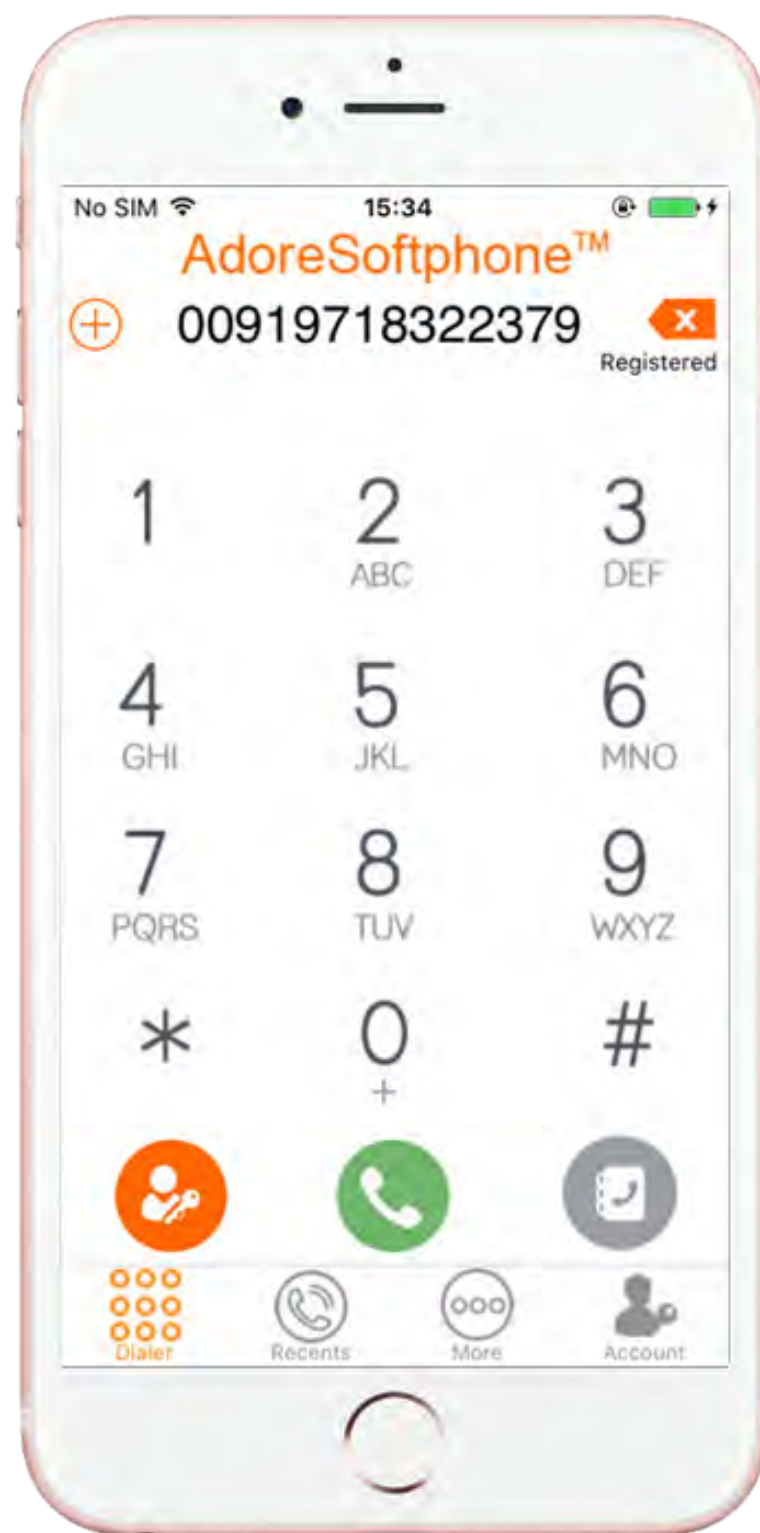 No SIM 15:34
AdoreSoftphone™
00919718322379
Registered
1 2 3
ABC DEF
4 5 6
GHI JKL MNO
7 8 9
PQRS TUV WXYZ
* 0 #
+
Dialer Recents More Account